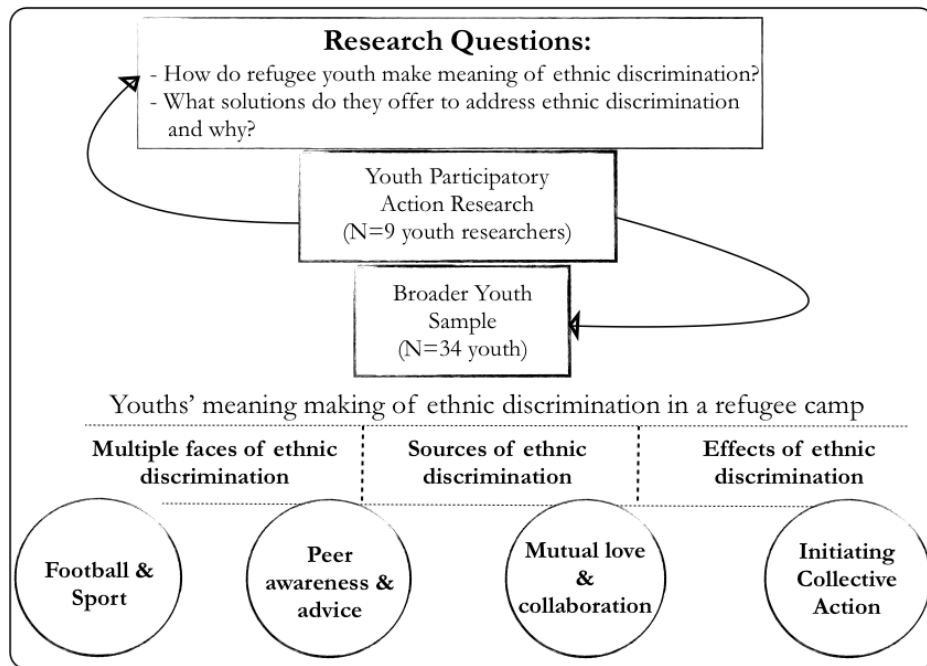 Research Questions:
- How do refugee youth make meaning of ethnic discrimination?
- What solutions do they offer to address ethnic discrimination
and why?
Youth Participatory
Action Research
(N=9 youth researchers)
Broader Youth
Sample
(N=34 youth)
Youths' meaning making of ethnic discrimination in a refugee camp
Multiple faces of ethnic
discrimination
Sources of ethnic
discrimination
Effects of ethnic
discrimination
Football &
Sport
Peer
awareness &
advice
Mutual love
&
collaboration
Initiating
Collective
Action